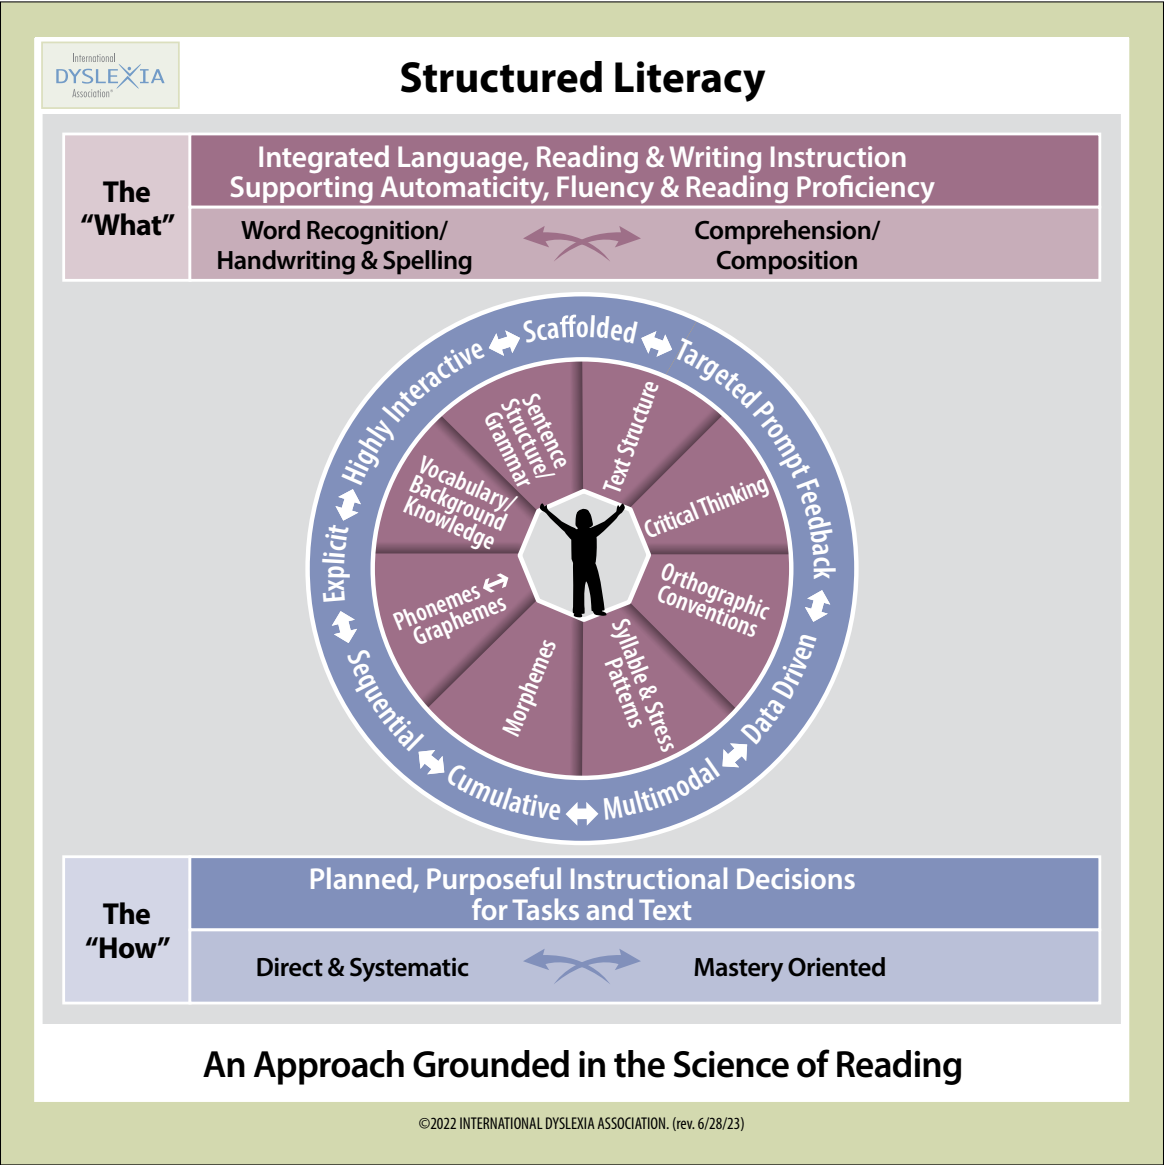 International
DYSLEXIA
Association®
Structured Literacy
The
“What”
Integrated Language, Reading & Writing Instruction
Supporting Automaticity, Fluency & Reading Proficiency
Word Recognition/
Handwriting & Spelling
Comprehension/
Composition
Scaffolded
Targeted Prompt Feedback
Data Driven
Multimodal
Cumulative
Sequential
Explicit
Highly Interactive
Text Structure
Critical Thinking
Orthographic
Conventions
Syllable & Stress
Patterns
Morphemes
Phonemes
Graphemes
Vocabulary/
Background
Knowledge
Sentence
Structure/
Grammar
The
“How”
Planned, Purposeful Instructional Decisions
for Tasks and Text
Direct & Systematic
Mastery Oriented
An Approach Grounded in the Science of Reading
©2022 INTERNATIONAL DYSLEXIA ASSOCIATION. (rev. 6/28/23)